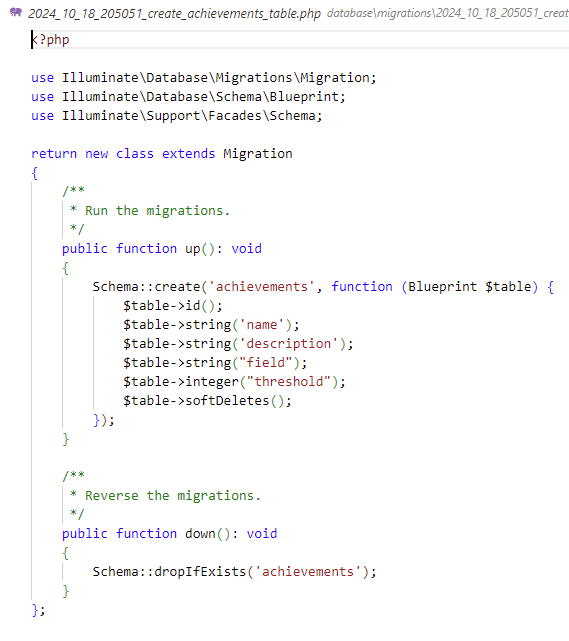 2024_10_18_205051_create_achievements_table.php database\migrations\2024_10_18_205051_creat
<?php
use Illuminate\Database\Migrations\Migration;
use Illuminate\Database\Schema\Blueprint;
use Illuminate\Support\Facades\Schema;
return new class extends Migration
{
    /**
     * Run the migrations.
     */
    public function up(): void
    {
        Schema::create('achievements', function (Blueprint $table) {
            $table->id();
            $table->string('name');
            $table->string('description');
            $table->string("field");
            $table->integer("threshold");
            $table->softDeletes();
        });
    }
    /**
     * Reverse the migrations.
     */
    public function down(): void
    {
        Schema::dropIfExists('achievements');
    }
};